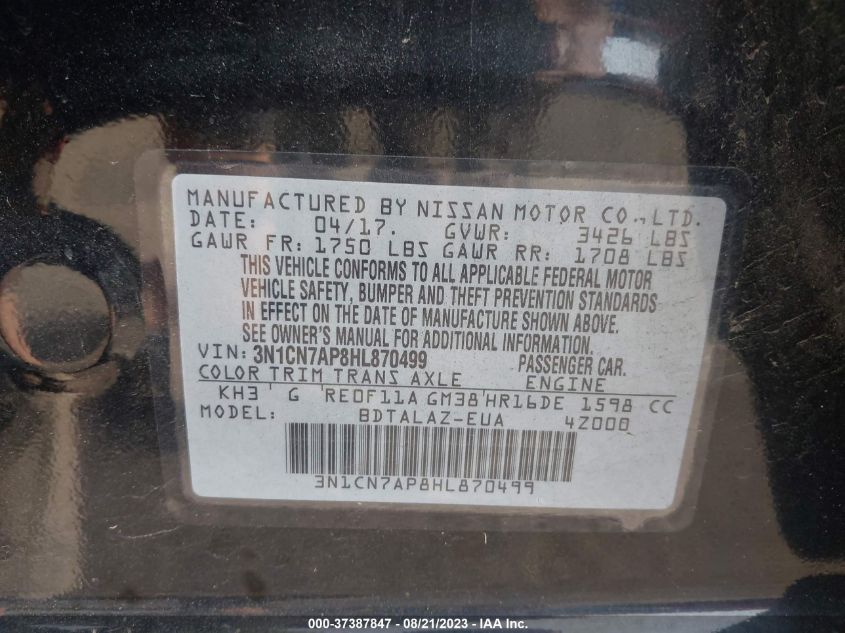 MANUFACTURED BY NISSAN MOTOR CO., LTD.
DATE: 04/17. GVWR: 3426 LBS
GAWR FR: 1750 LBS GAWR RR: 1708 LBS
THIS VEHICLE CONFORMS TO ALL APPLICABLE FEDERAL MOTOR
VEHICLE SAFETY, BUMPER AND THEFT PREVENTION STANDARDS
IN EFFECT ON THE DATE OF MANUFACTURE SHOWN ABOVE.
SEE OWNER'S MANUAL FOR ADDITIONAL INFORMATION.
VIN: 3N1CN7AP8HL870499 PASSENGER CAR.
COLOR TRIM TRANS AXLE ENGINE
KH3 G RE0F11A GM38 HR16DE 1598 CC
MODEL: BDTALAZ-EUA 4Z000
3N1CN7AP8HL870499
000-37387847 - 08/21/2023 - IAA Inc.